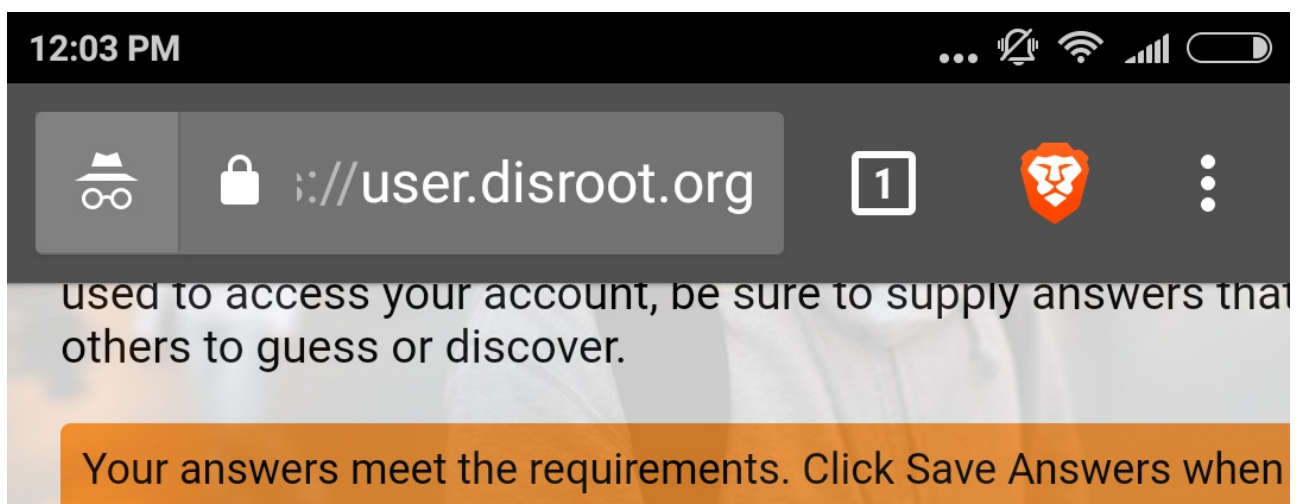 12:03 PM
://user.disroot.org
1
used to access your account, be sure to supply answers that
others to guess or discover.
Your answers meet the requirements. Click Save Answers when